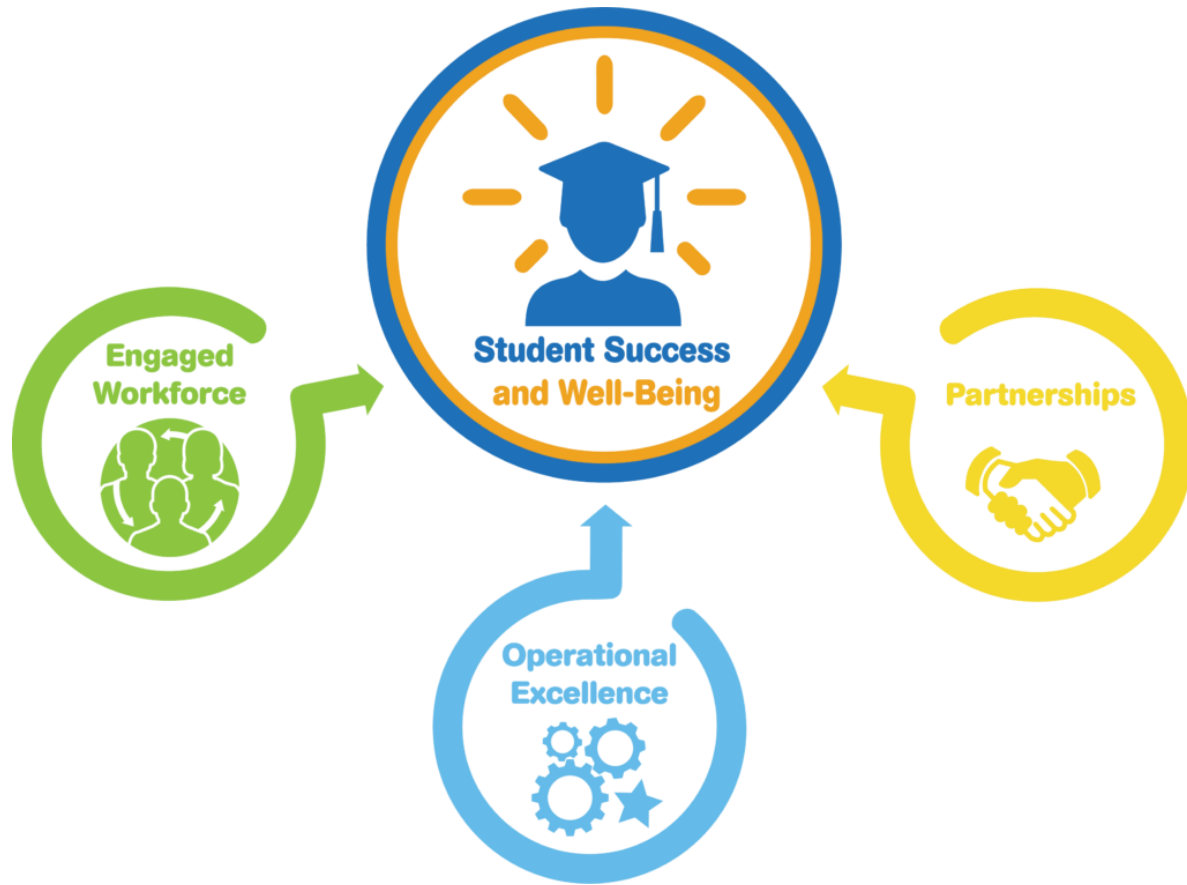 Student Success
and Well-Being
Engaged
Workforce
Partnerships
Operational
Excellence